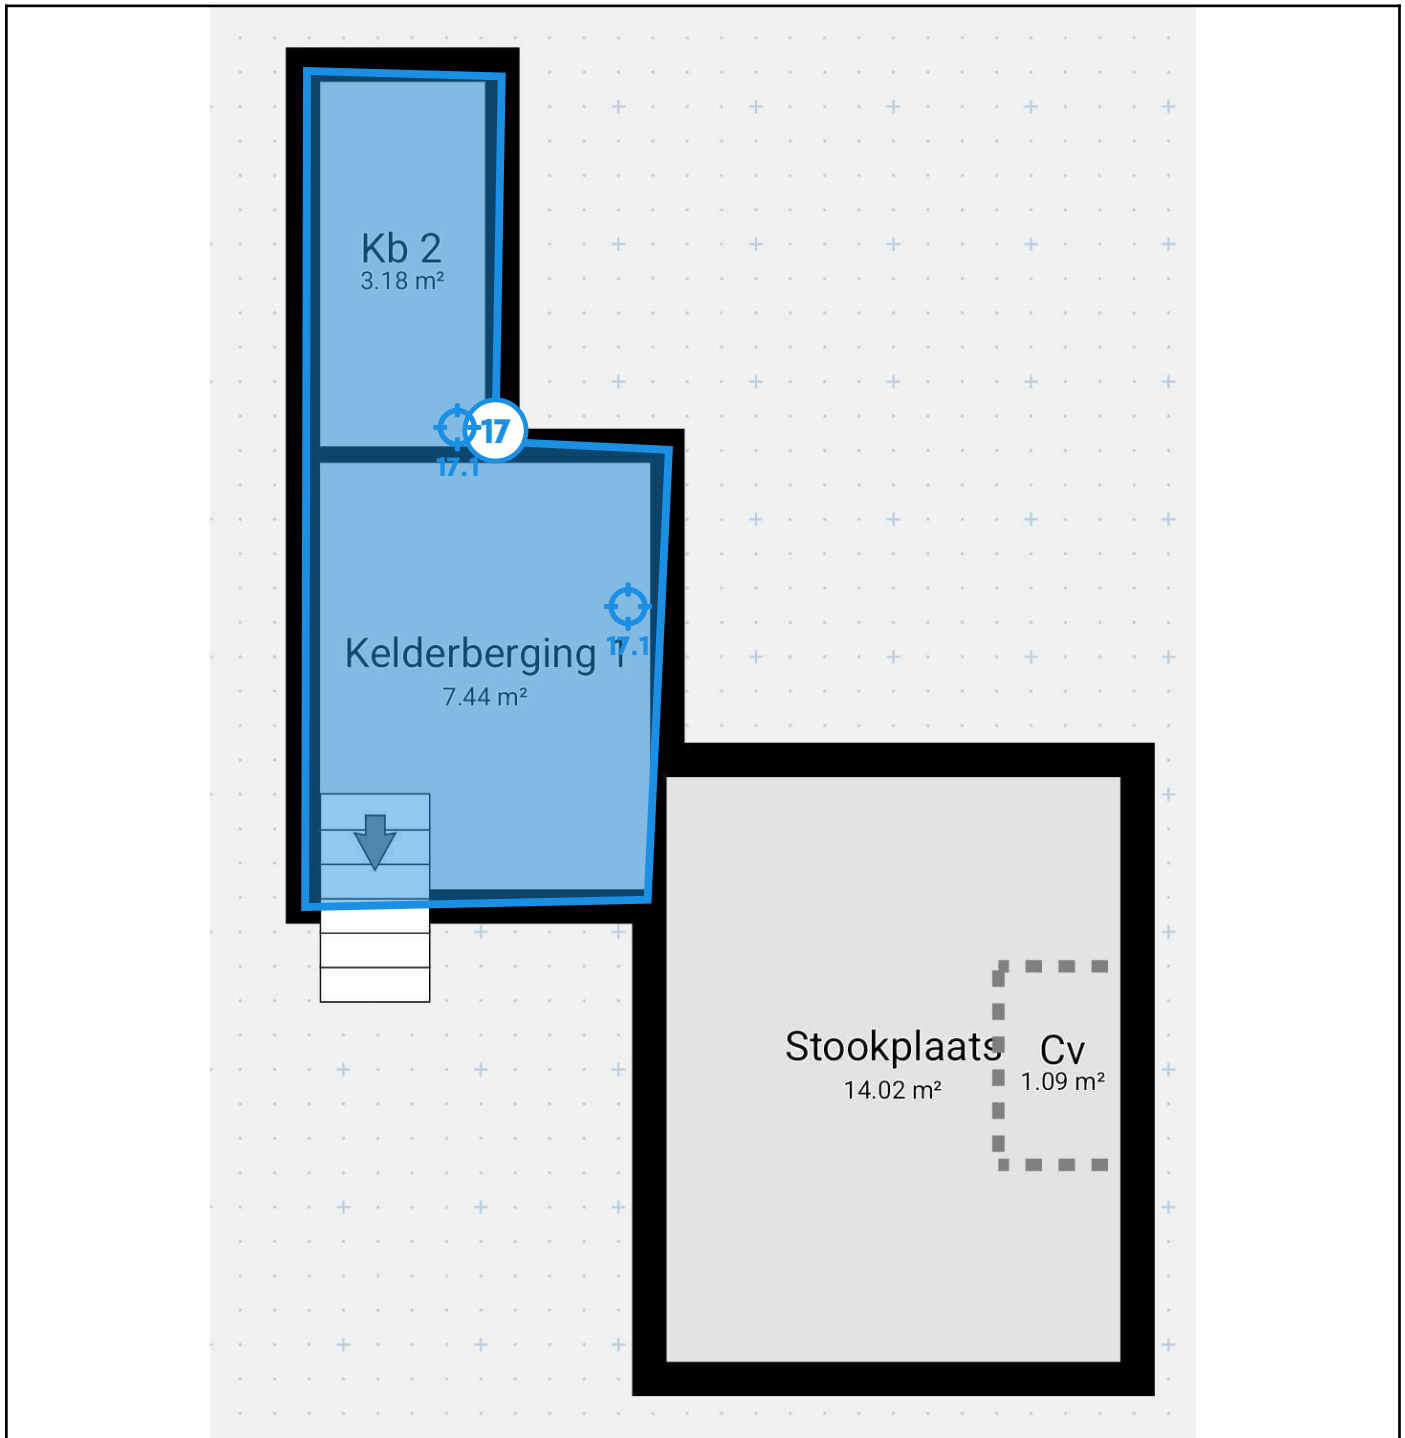 Kb 2
3.18 m²
17
17.1
17.1
Kelderberging 1
7.44 m²
Stookplaats
14.02 m²
Cv
1.09 m²